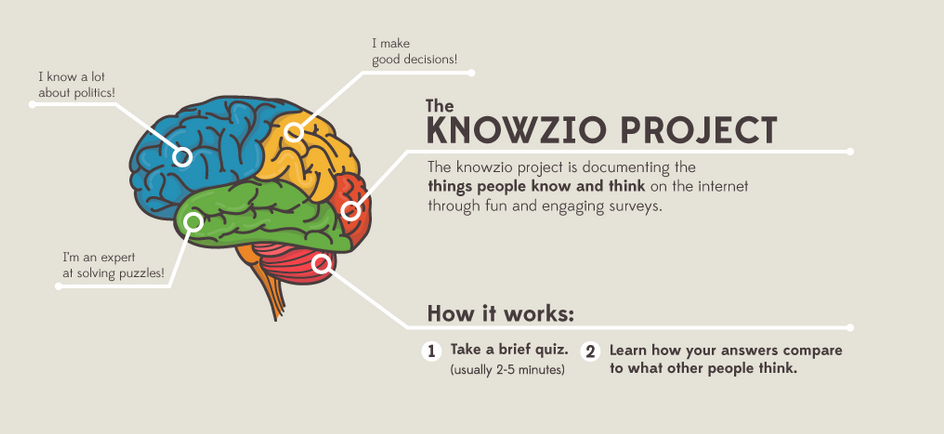 I make
good decisions!
I know a lot
about politics!
The
KNOWZIO PROJECT
The knowzio project is documenting the
things people know and think on the internet
through fun and engaging surveys.
I'm an expert
at solving puzzles!
How it works:
1 Take a brief quiz.
(usually 2-5 minutes)
2 Learn how your answers compare
to what other people think.